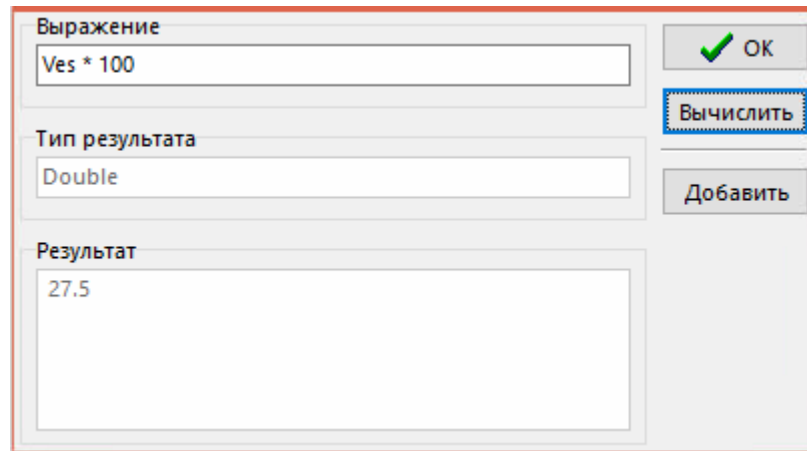 Выражение
Ves * 100
OK
Вычислить
Тип результата
Double
Добавить
Результат
27.5